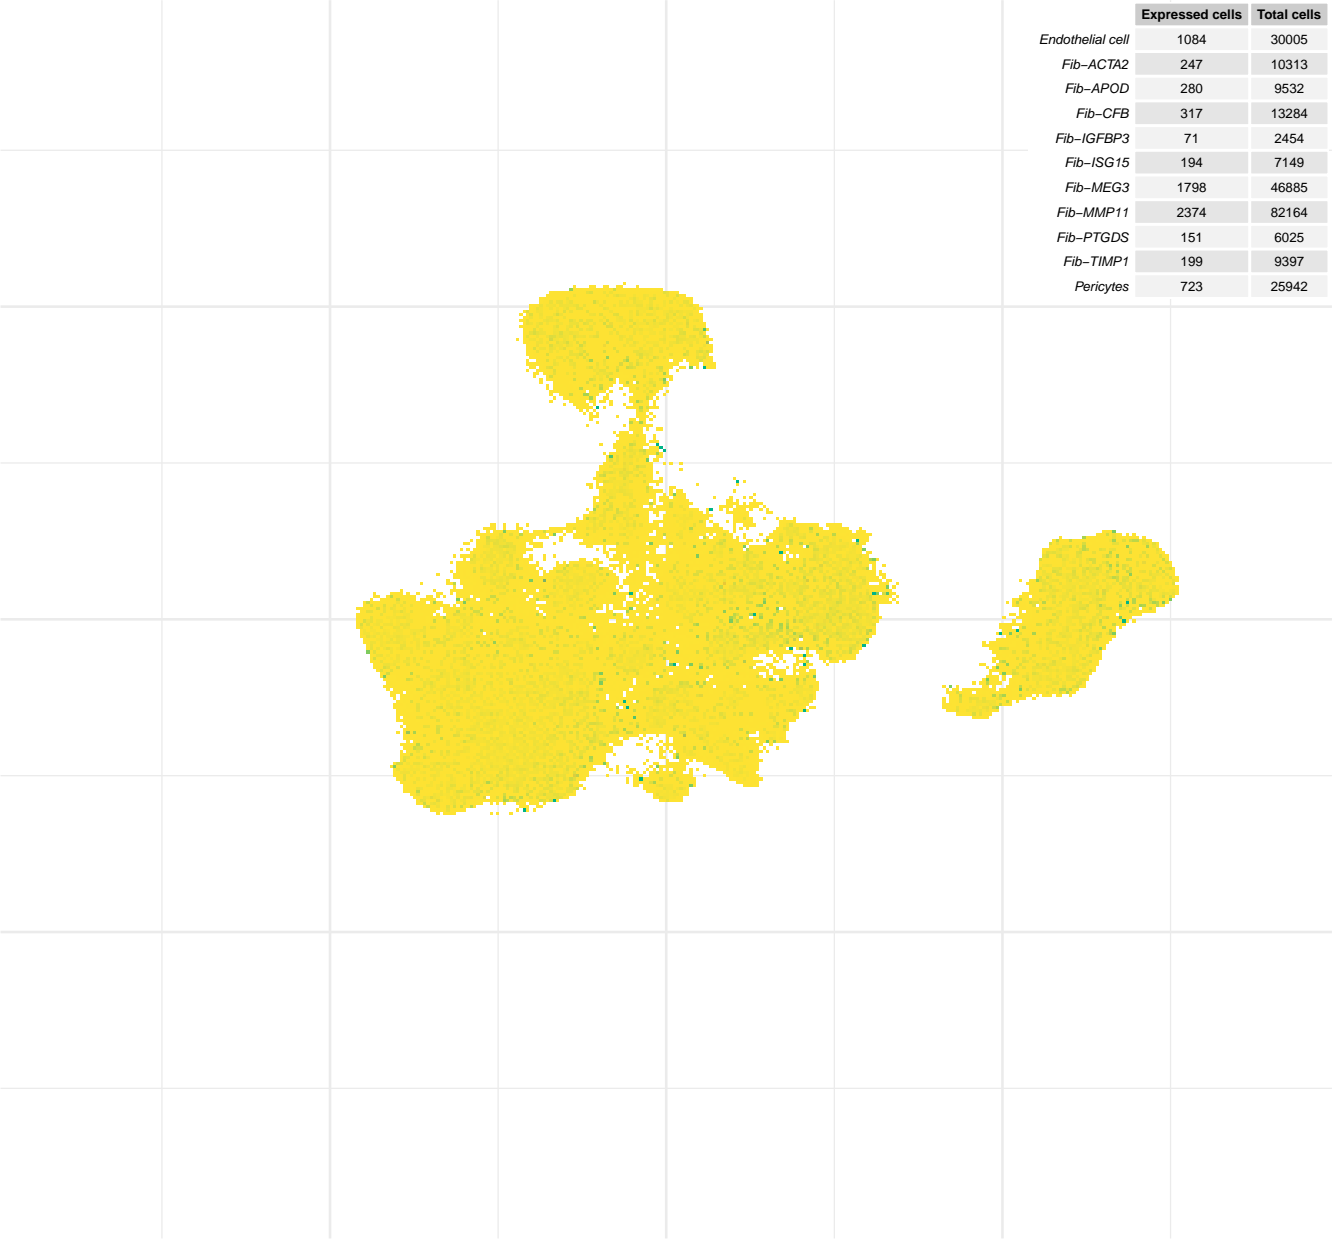 Expressed cells Total cells
Endothelial cell 1084 30005
Fib−ACTA2 247 10313
Fib−APOD 280 9532
Fib−CFB 317 13284
Fib−IGFBP3 71 2454
Fib−ISG15 194 7149
Fib−MEG3 1798 46885
Fib−MMP11 2374 82164
Fib−PTGDS 151 6025
Fib−TIMP1 199 9397
Pericytes 723 25942